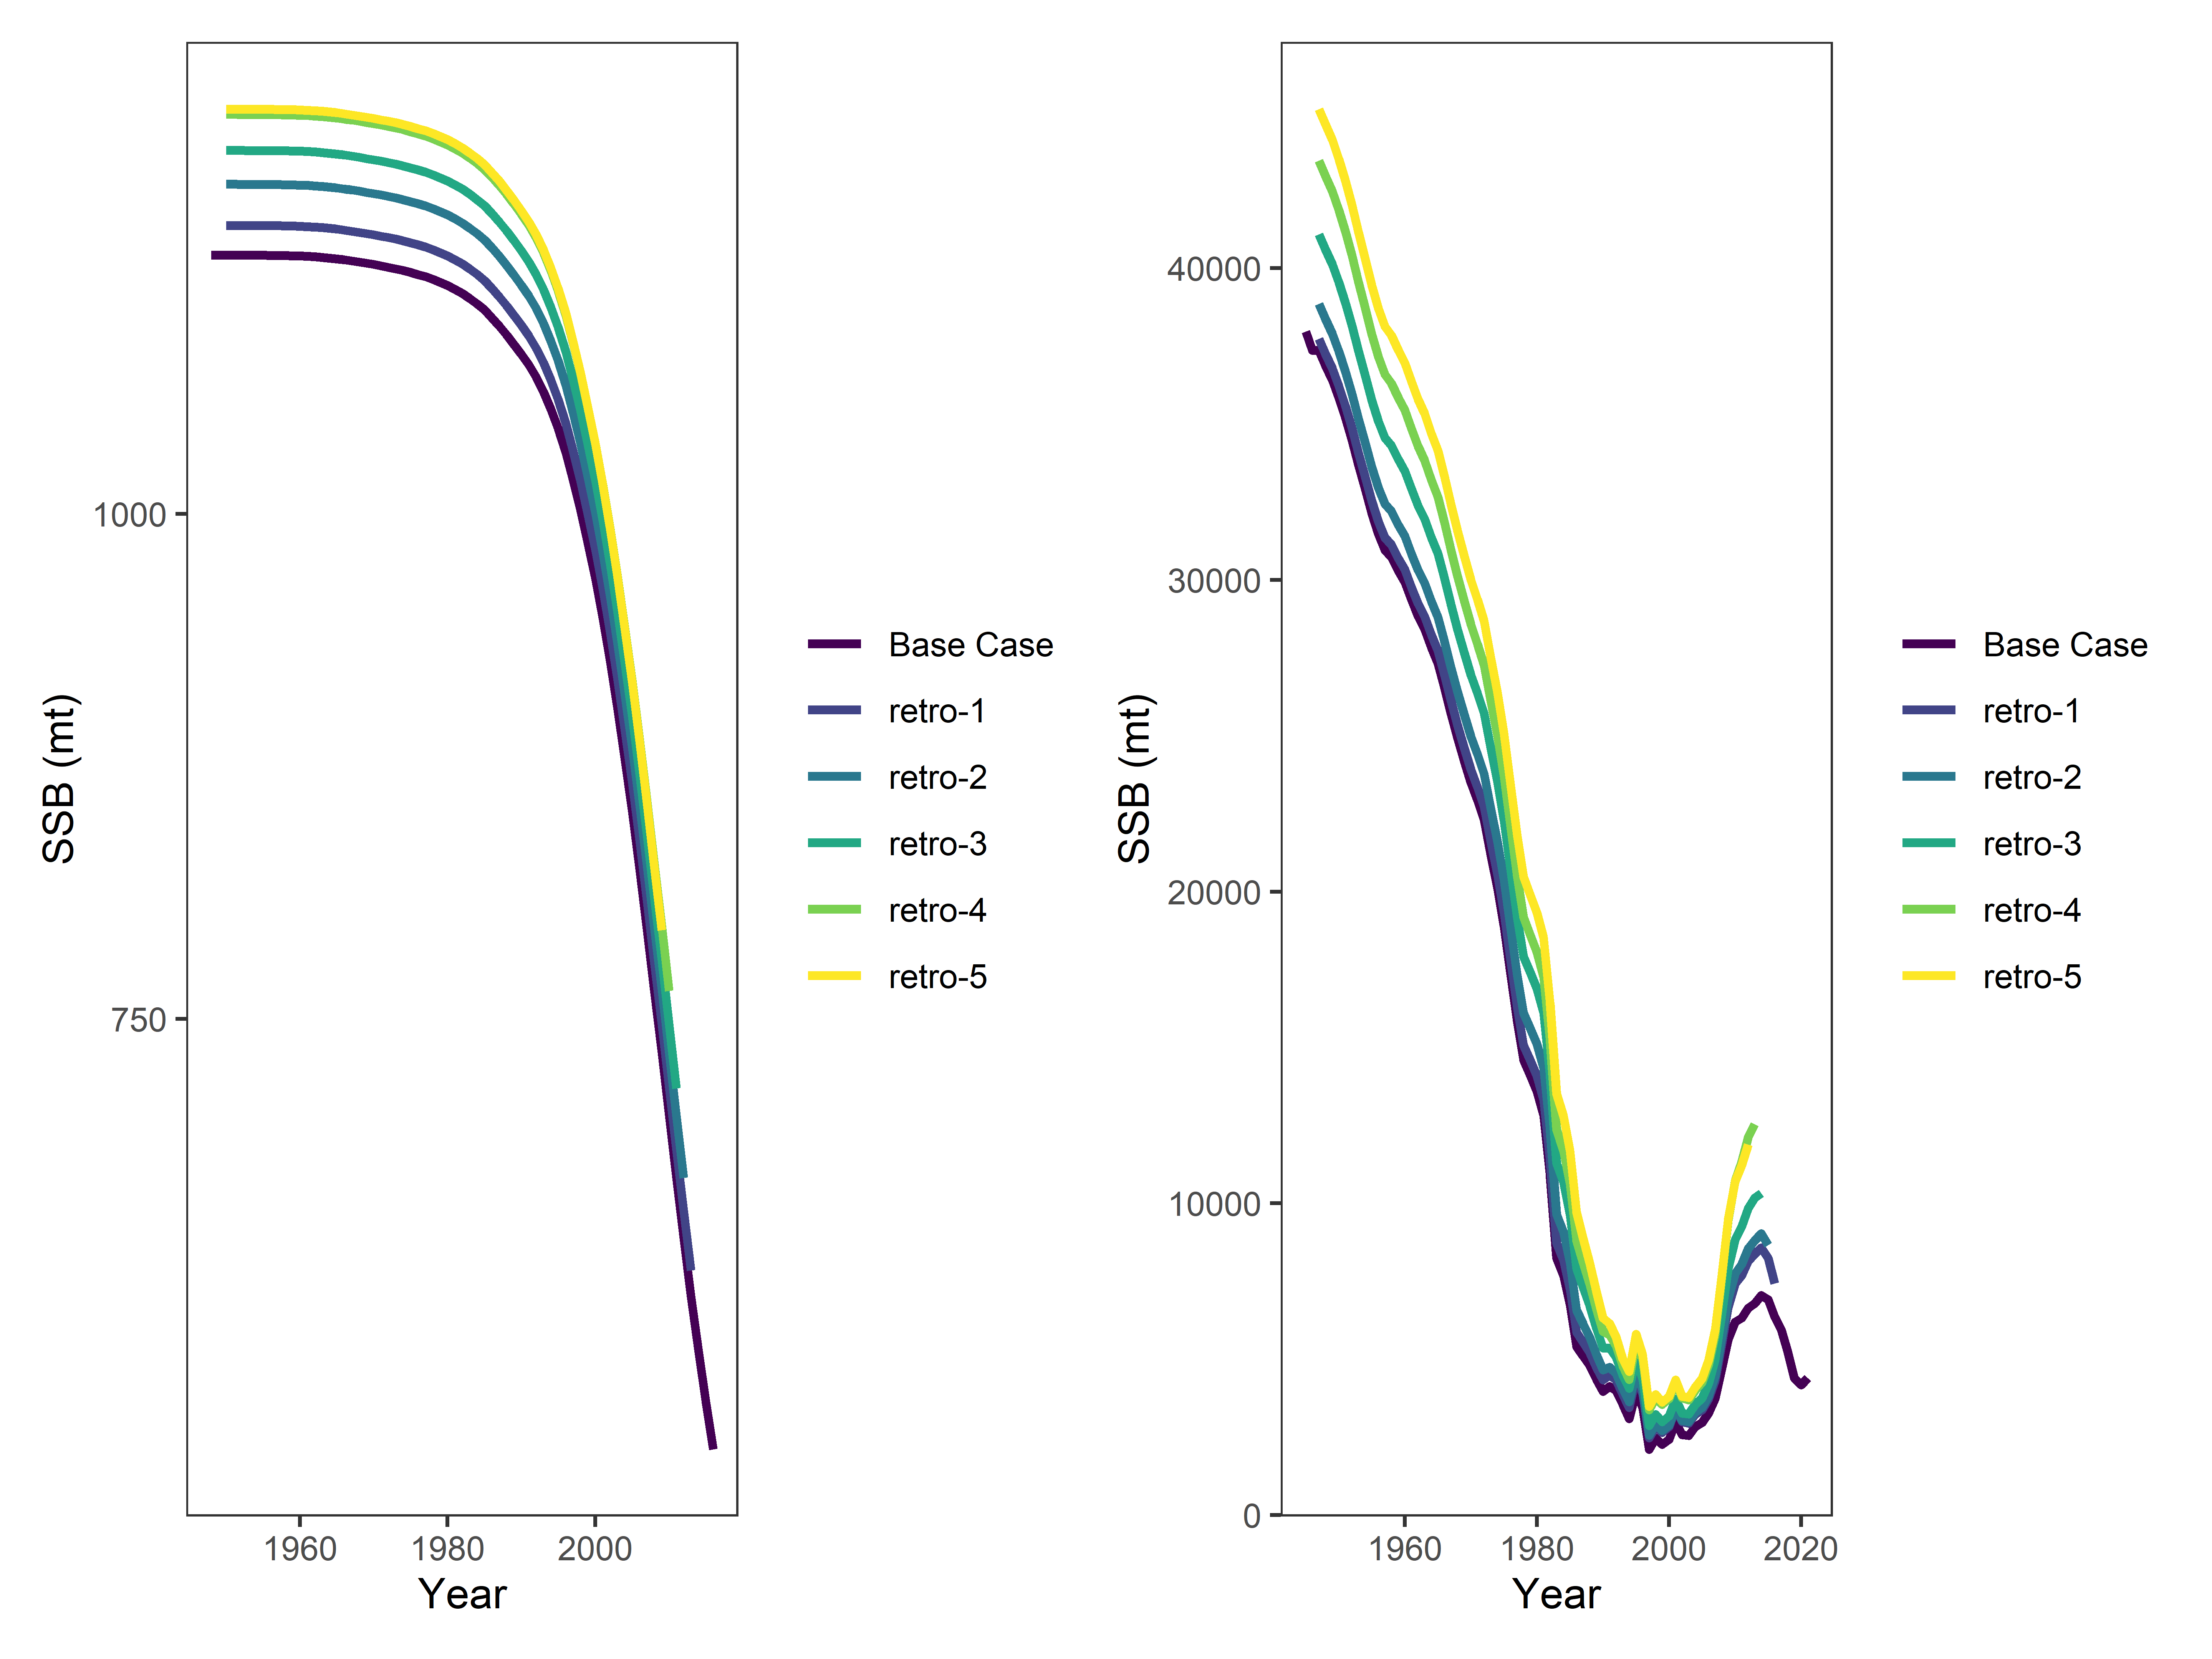 SSB (mt)
1000
750
1960
1980
2000
Year
Base Case
retro-1
retro-2
retro-3
retro-4
retro-5
SSB (mt)
40000
30000
20000
10000
0
1960
1980
2000
2020
Year
Base Case
retro-1
retro-2
retro-3
retro-4
retro-5